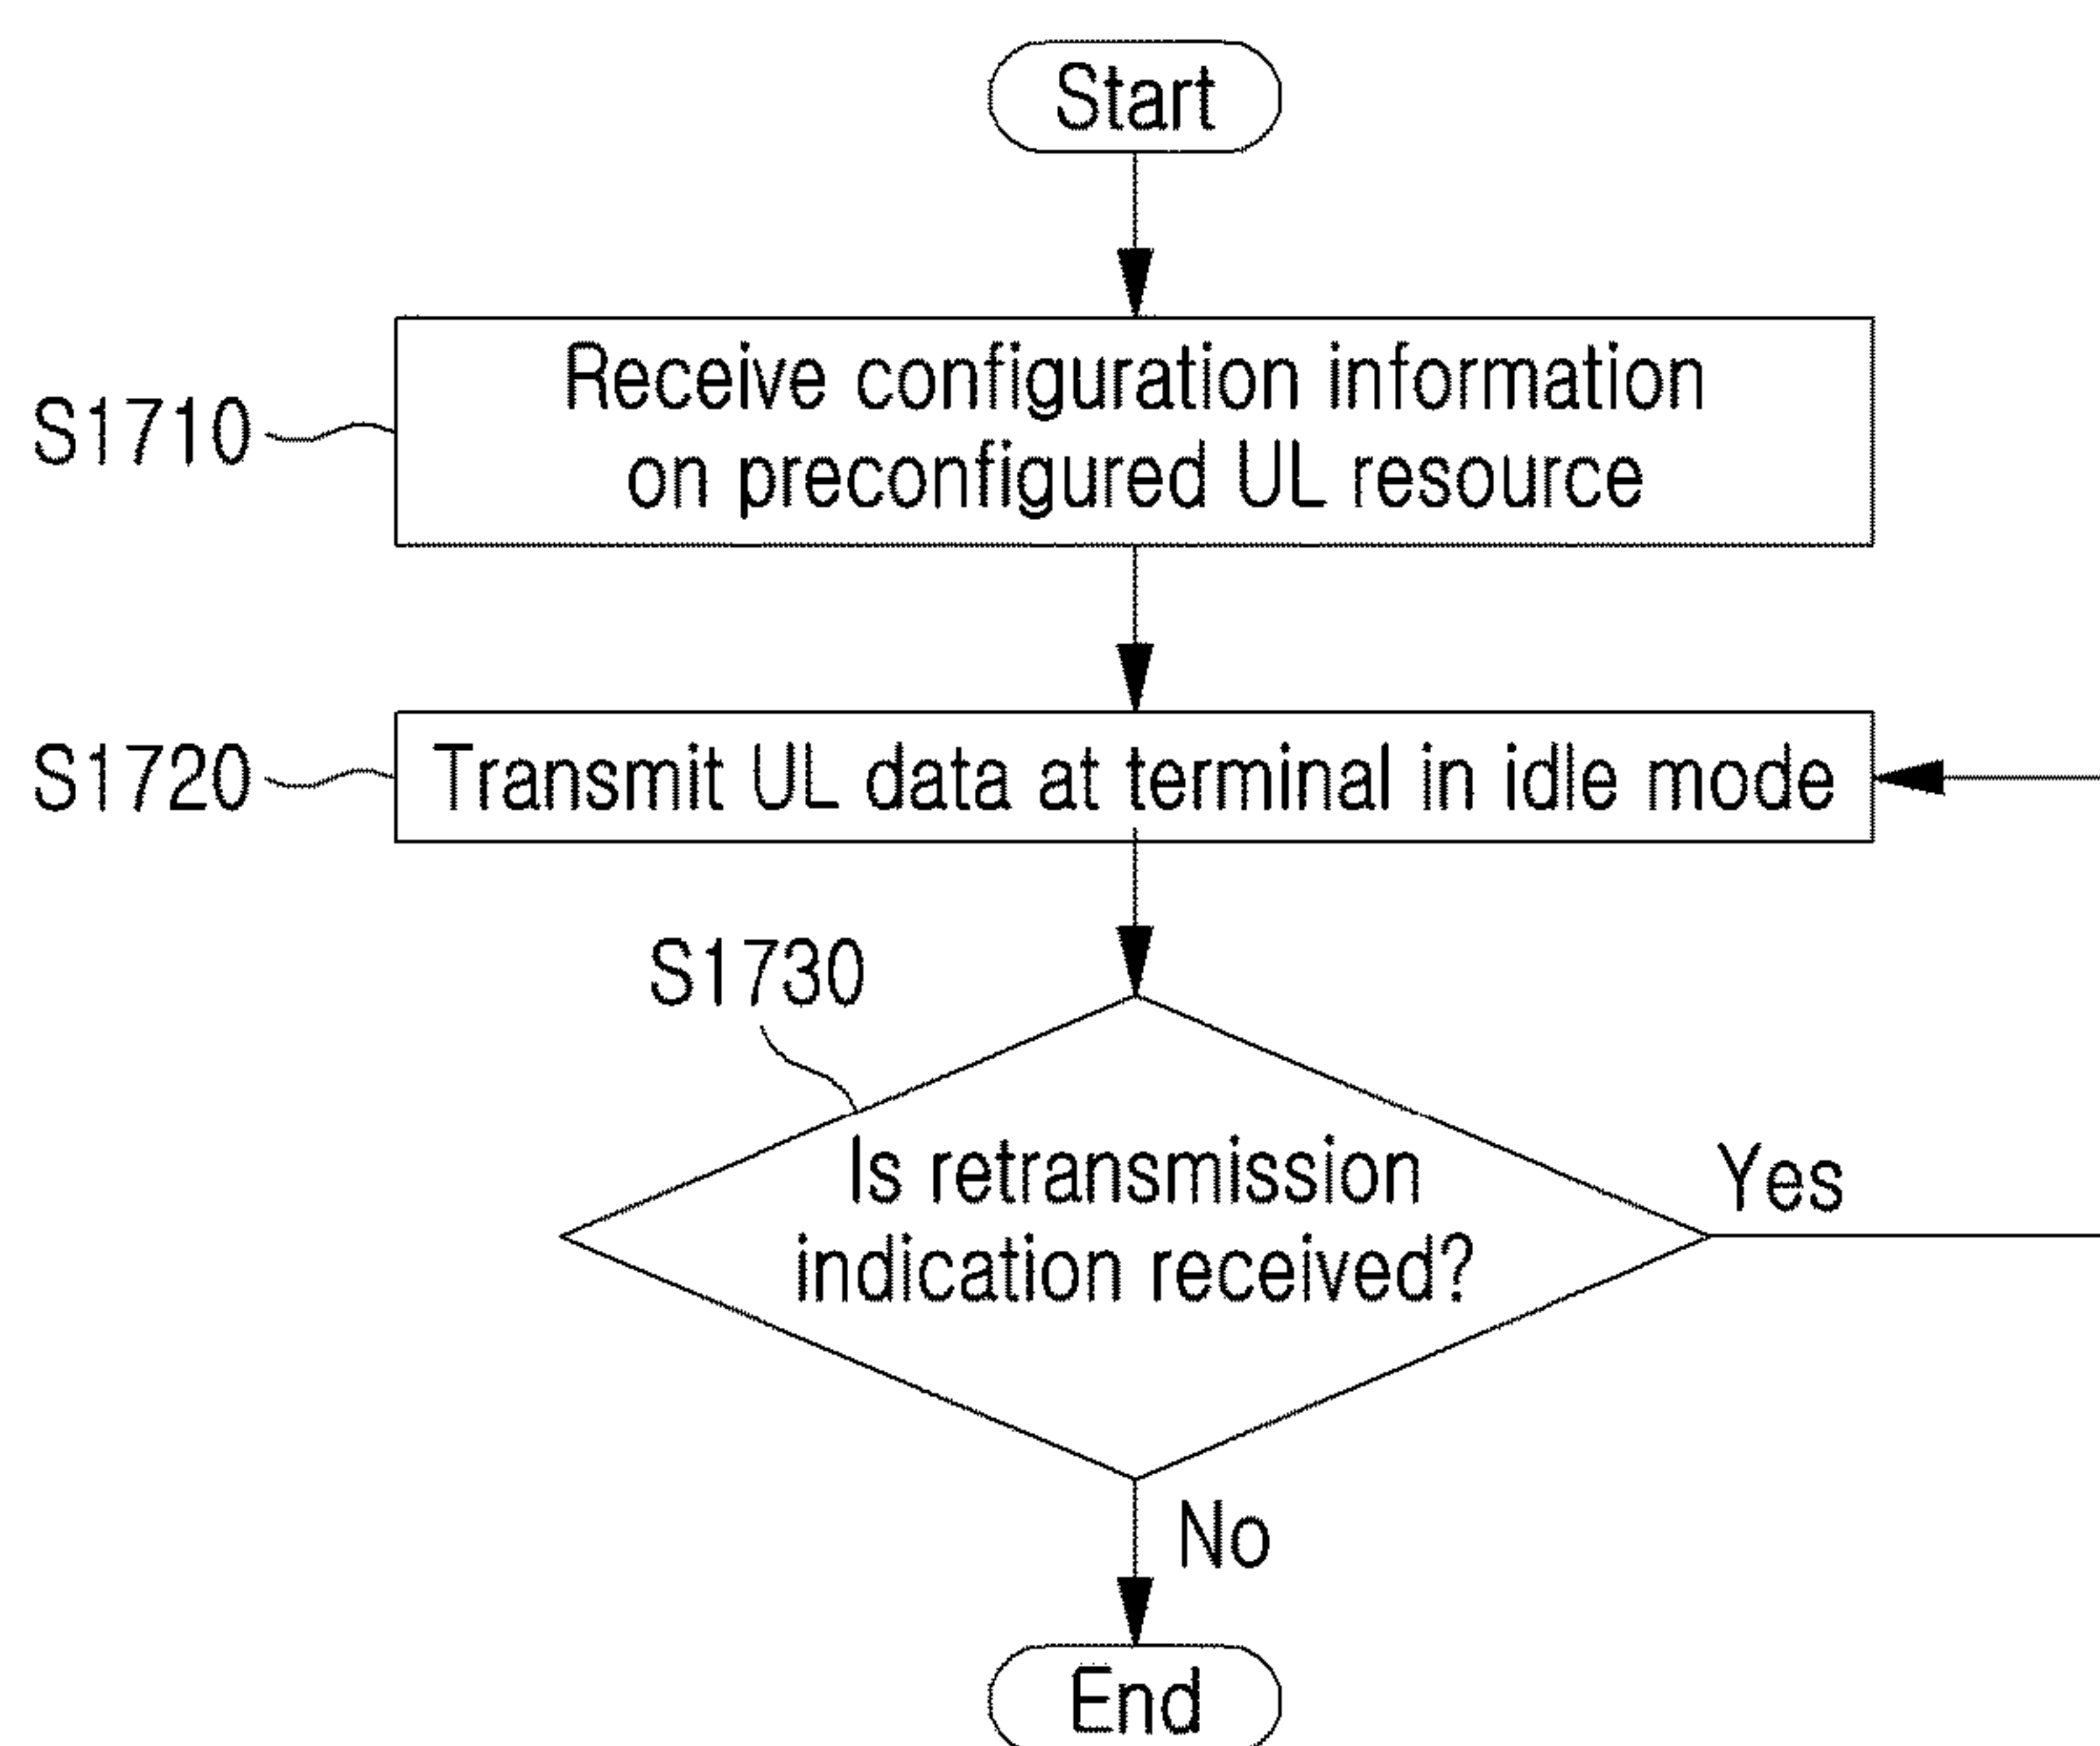 Start
Receive configuration information
on preconfigured UL resource
S1710
Transmit UL data at terminal in idle mode
S1720
S1730
Is retransmission
indication received?
Yes
No
End